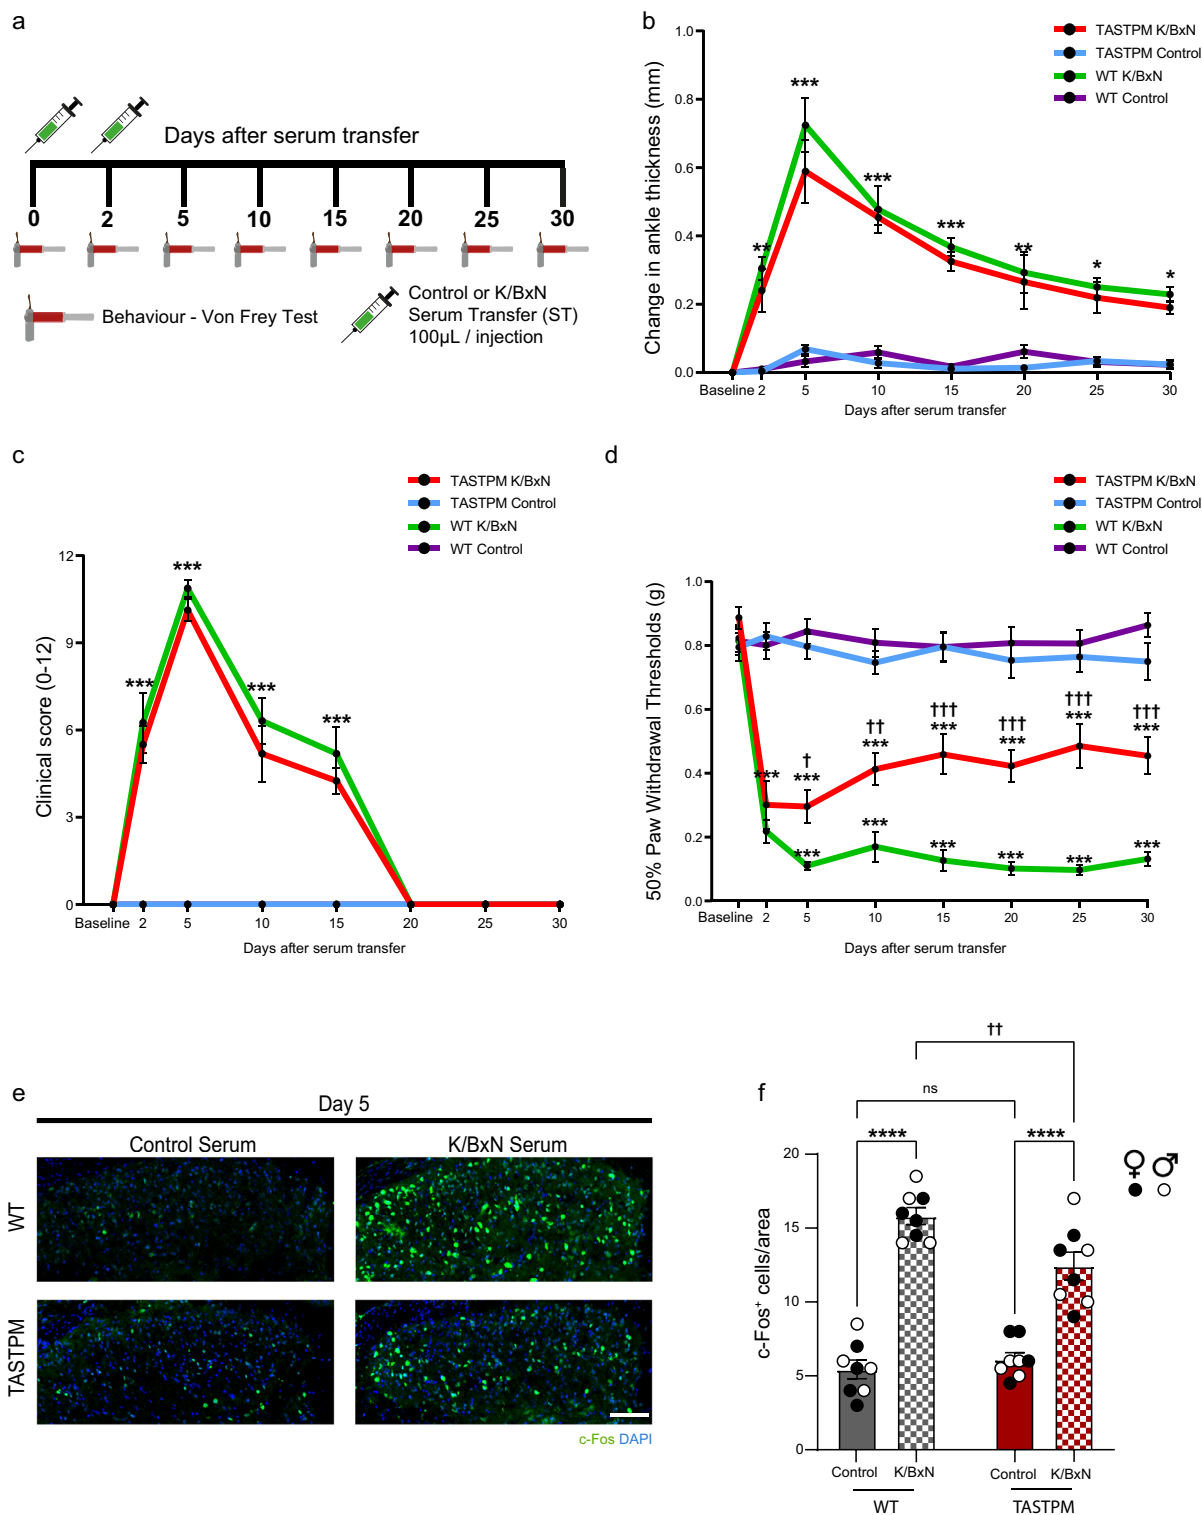 a
Days after serum transfer
0 2 5 10 15 20 25 30
Behaviour - Von Frey Test
Control or K/BxN
Serum Transfer (ST)
100µL / injection
b
TASTPM K/BxN
TASTPM Control
WT K/BxN
WT Control
Change in ankle thickness (mm)
1.0
0.8
0.6
0.4
0.2
0.0
** *** *** *** ** * *
Baseline 2 5 10 15 20 25 30
Days after serum transfer
c
TASTPM K/BxN
TASTPM Control
WT K/BxN
WT Control
Clinical score (0-12)
12
9
6
3
0
*** *** *** ***
Baseline 2 5 10 15 20 25 30
Days after serum transfer
d
TASTPM K/BxN
TASTPM Control
WT K/BxN
WT Control
50% Paw Withdrawal Thresholds (g)
1.0
0.8
0.6
0.4
0.2
0.0
† †† ††† ††† ††† †††
*** *** *** *** *** *** ***
*** *** *** *** *** ***
Baseline 2 5 10 15 20 25 30
Days after serum transfer
e
Day 5
Control Serum K/BxN Serum
WT
TASTPM
c-Fos DAPI
f
††
ns
**** ****
♀ ♂
c-Fos⁺ cells/area
20
15
10
5
0
Control K/BxN Control K/BxN
WT TASTPM